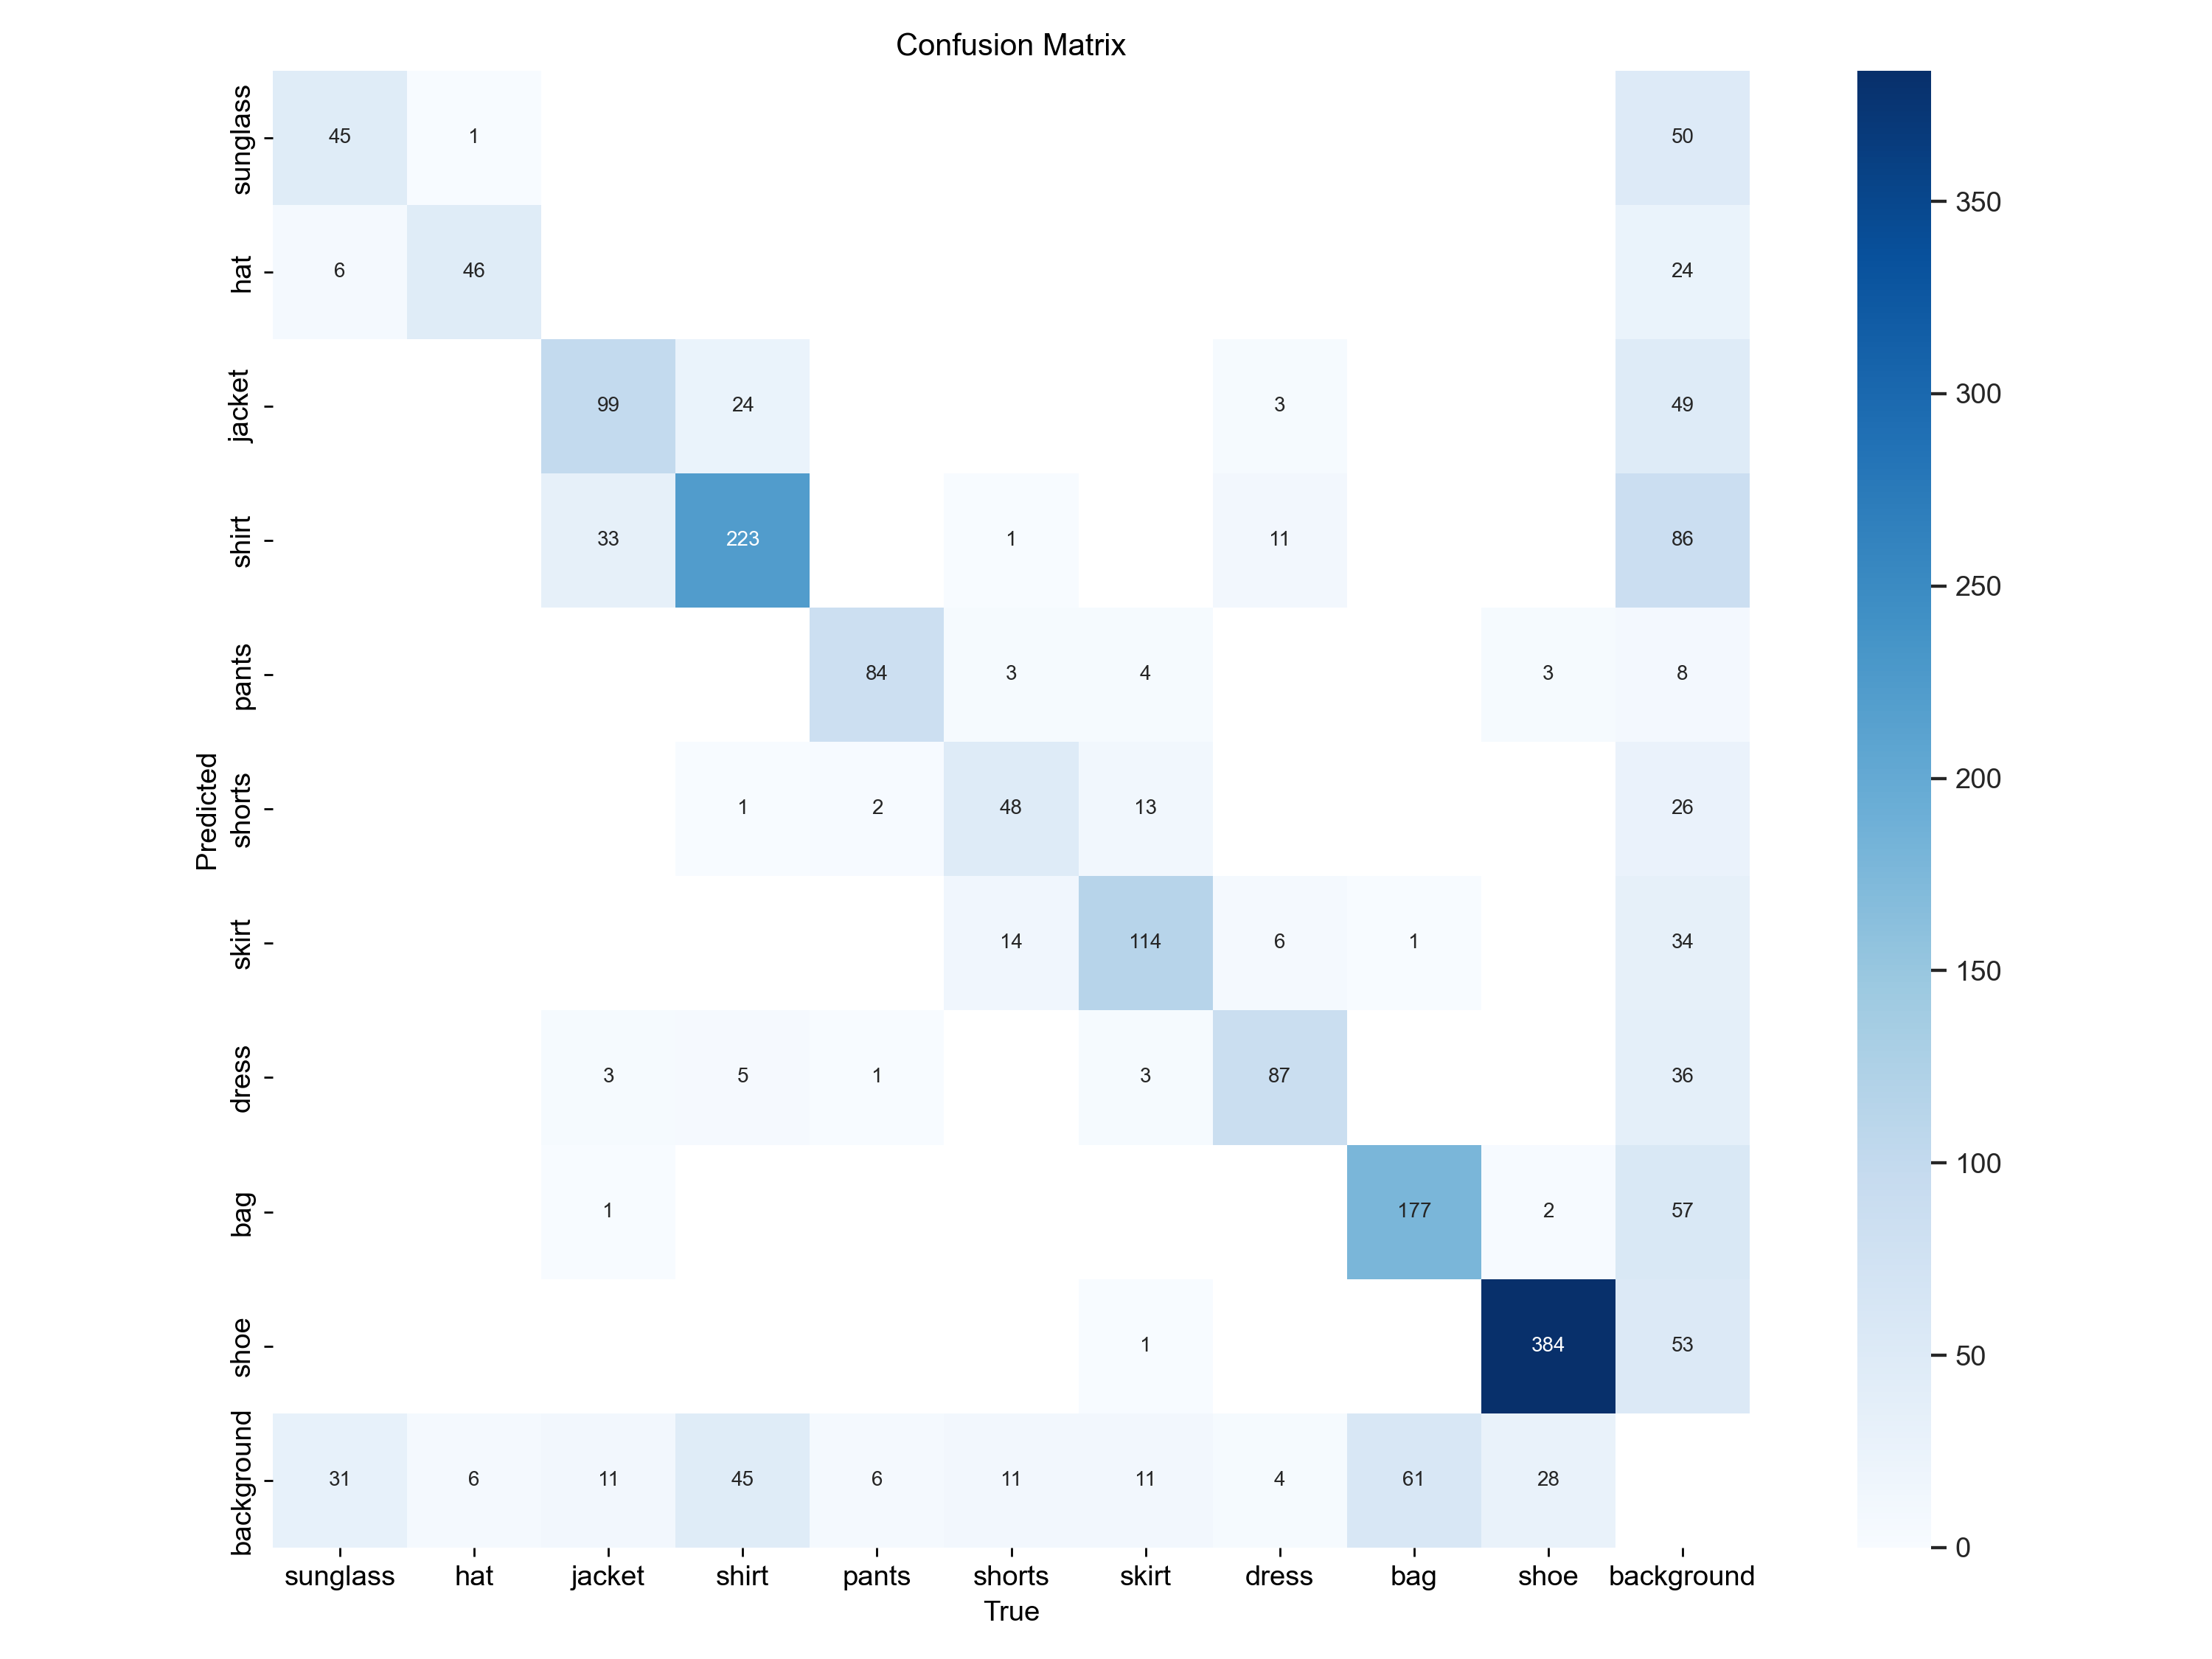 Confusion Matrix
sunglass 45 1 50
hat 6 46 24
jacket 99 24 3 49
shirt 33 223 1 11 86
pants 84 3 4 3 8
shorts 1 2 48 13 26
skirt 14 114 6 1 34
dress 3 5 1 3 87 36
bag 1 177 2 57
shoe 1 384 53
background 31 6 11 45 6 11 11 4 61 28
sunglass hat jacket shirt pants shorts skirt dress bag shoe background
True
Predicted
350
300
250
200
150
100
50
0